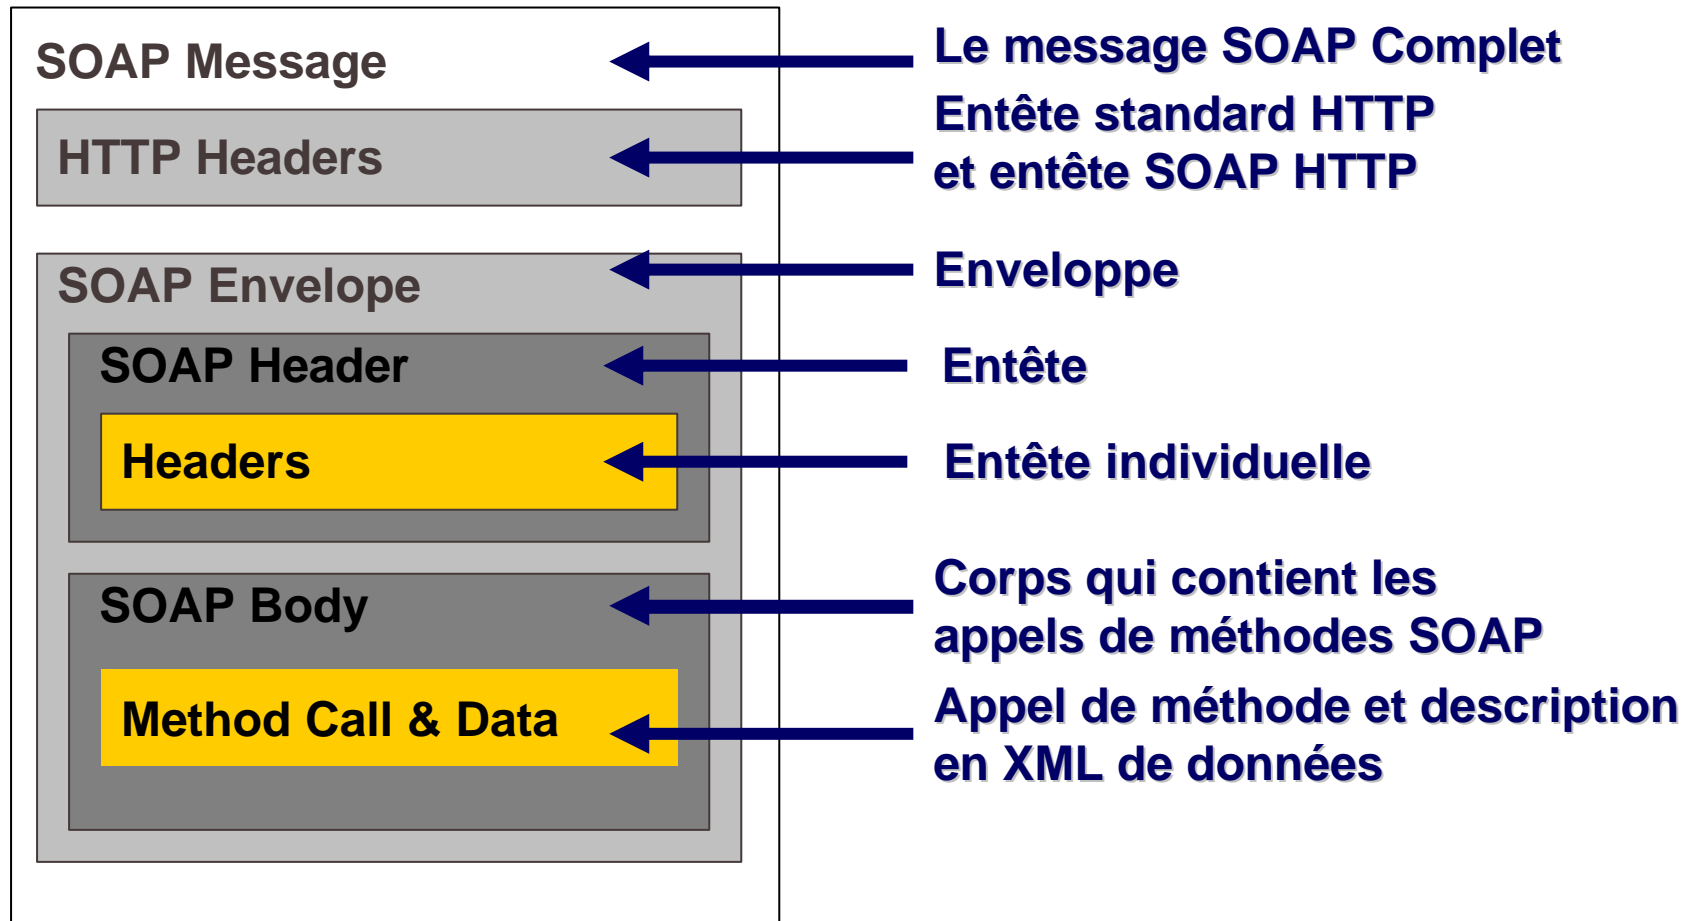 SOAP Message
Le message SOAP Complet
HTTP Headers
Entête standard HTTP
et entête SOAP HTTP
SOAP Envelope
Enveloppe
SOAP Header
Entête
Headers
Entête individuelle
SOAP Body
Corps qui contient les
appels de méthodes SOAP
Method Call & Data
Appel de méthode et description
en XML de données